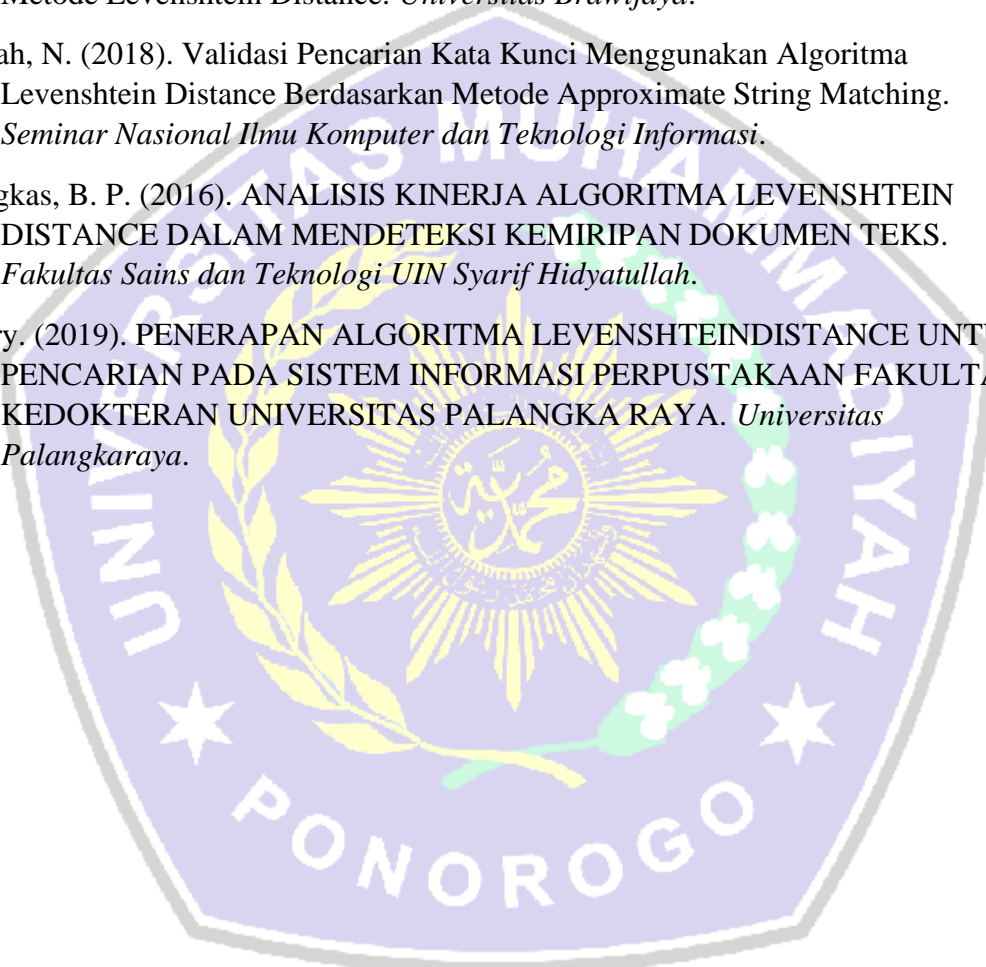 Metode Levenshtein Distance. Universitas Brawijaya.
ah, N. (2018). Validasi Pencarian Kata Kunci Menggunakan Algoritma
Levenshtein Distance Berdasarkan Metode Approximate String Matching.
Seminar Nasional Ilmu Komputer dan Teknologi Informasi.
gkas, B. P. (2016). ANALISIS KINERJA ALGORITMA LEVENSHTEIN
DISTANCE DALAM MENDETEKSI KEMIRIPAN DOKUMEN TEKS.
Fakultas Sains dan Teknologi UIN Syarif Hidyatullah.
ry. (2019). PENERAPAN ALGORITMA LEVENSHTEINDISTANCE UNT
PENCARIAN PADA SISTEM INFORMASI PERPUSTAKAAN FAKULTA
KEDOKTERAN UNIVERSITAS PALANGKA RAYA. Universitas
Palangkaraya.
UNIVERSITAS MUHAMMADIYAH
PONOROGO